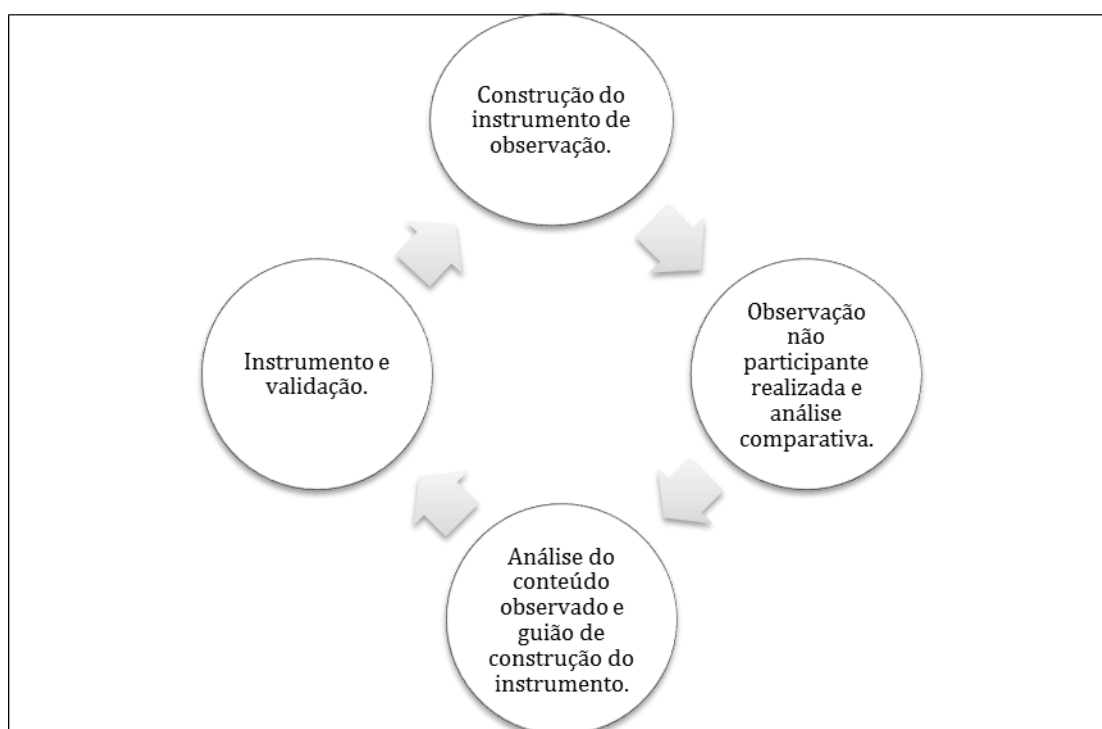 Construção do
instrumento de
observação.
Observação
não
participante
realizada e
análise
comparativa.
Análise do
conteúdo
observado e
guião de
construção do
instrumento.
Instrumento e
validação.